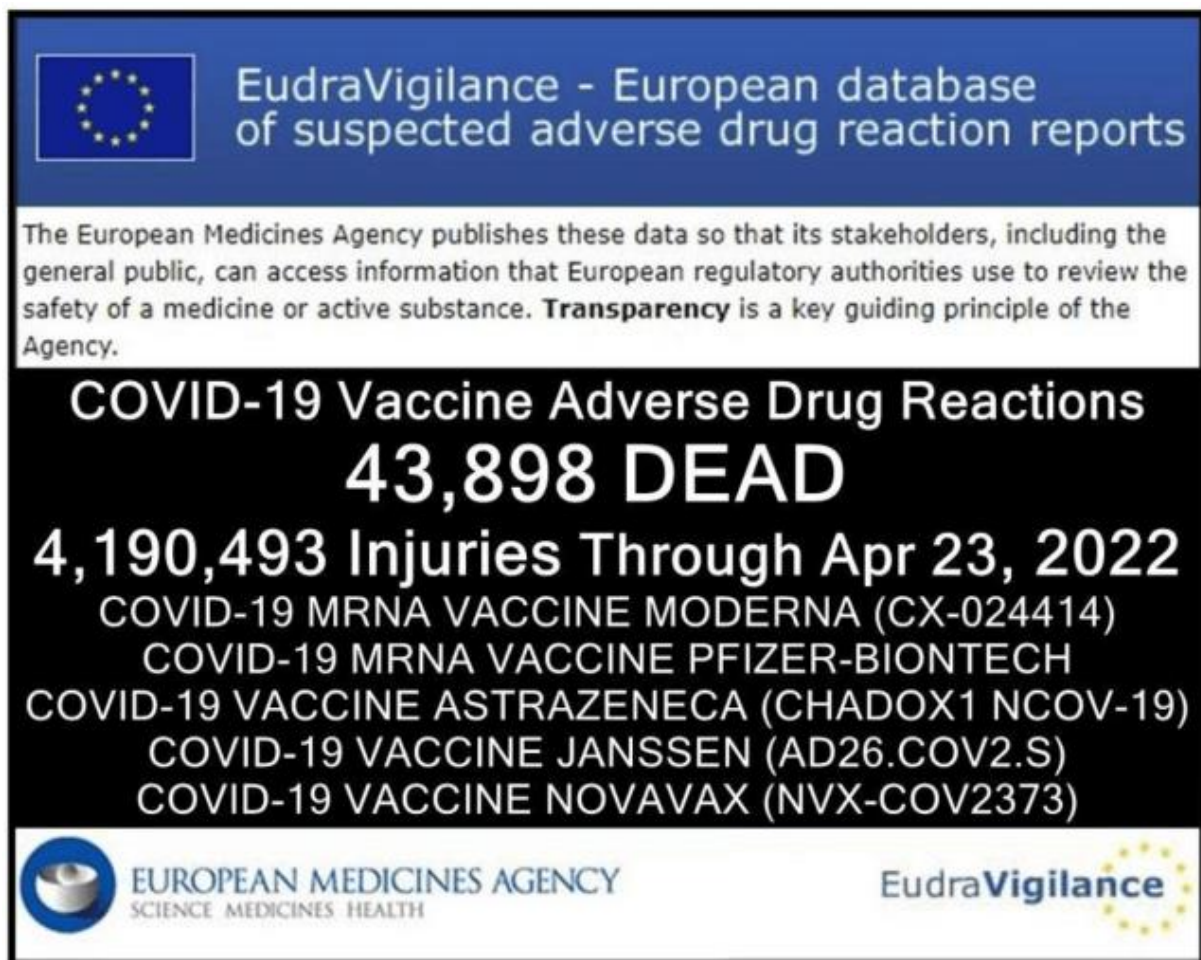 EudraVigilance - European database
of suspected adverse drug reaction reports
The European Medicines Agency publishes these data so that its stakeholders, including the
general public, can access information that European regulatory authorities use to review the
safety of a medicine or active substance. Transparency is a key guiding principle of the
Agency.
COVID-19 Vaccine Adverse Drug Reactions
43,898 DEAD
4,190,493 Injuries Through Apr 23, 2022
COVID-19 MRNA VACCINE MODERNA (CX-024414)
COVID-19 MRNA VACCINE PFIZER-BIONTECH
COVID-19 VACCINE ASTRAZENECA (CHADOX1 NCOV-19)
COVID-19 VACCINE JANSSEN (AD26.COV2.S)
COVID-19 VACCINE NOVAVAX (NVX-COV2373)
EUROPEAN MEDICINES AGENCY
SCIENCE MEDICINES HEALTH
EudraVigilance